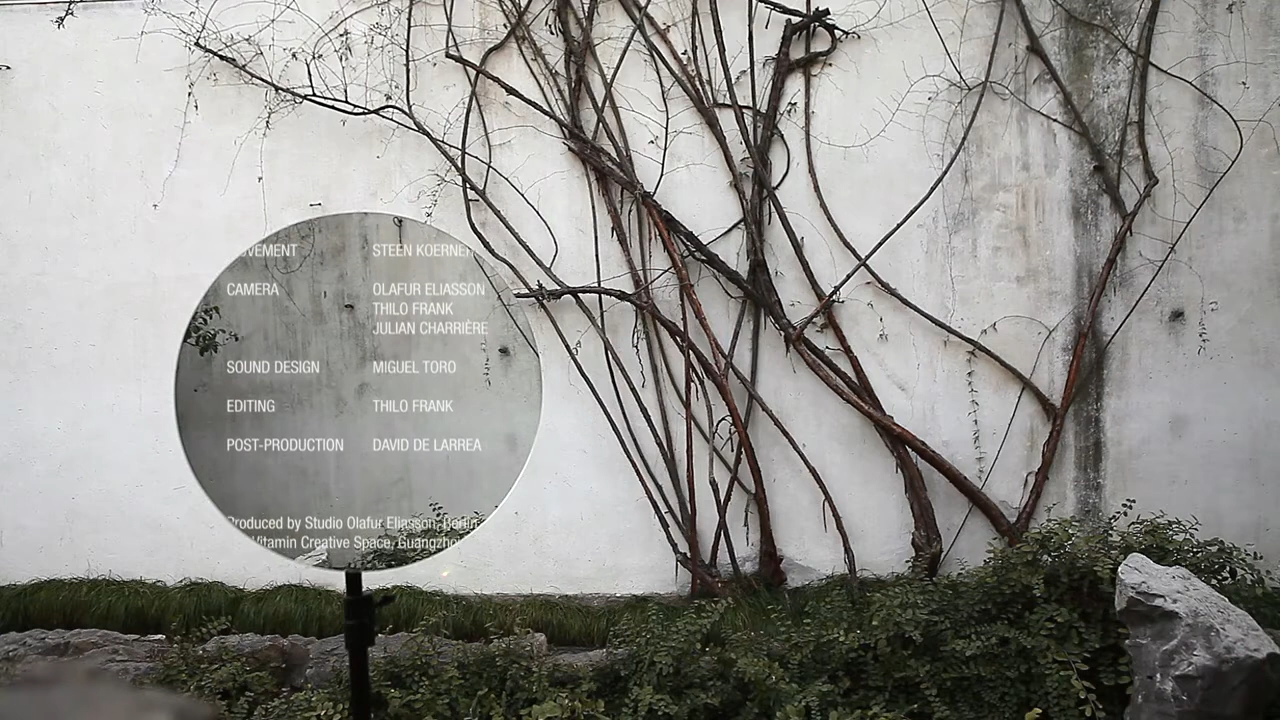 STEEN KOERNER
CAMERA OLAFUR ELIASSON
THILO FRANK
JULIAN CHARRIÈRE
SOUND DESIGN MIGUEL TORO
EDITING THILO FRANK
POST-PRODUCTION DAVID DE LARREA
Produced by Studio Olafur Eliasson, Berlin
Vitamin Creative Space, Guangzhou